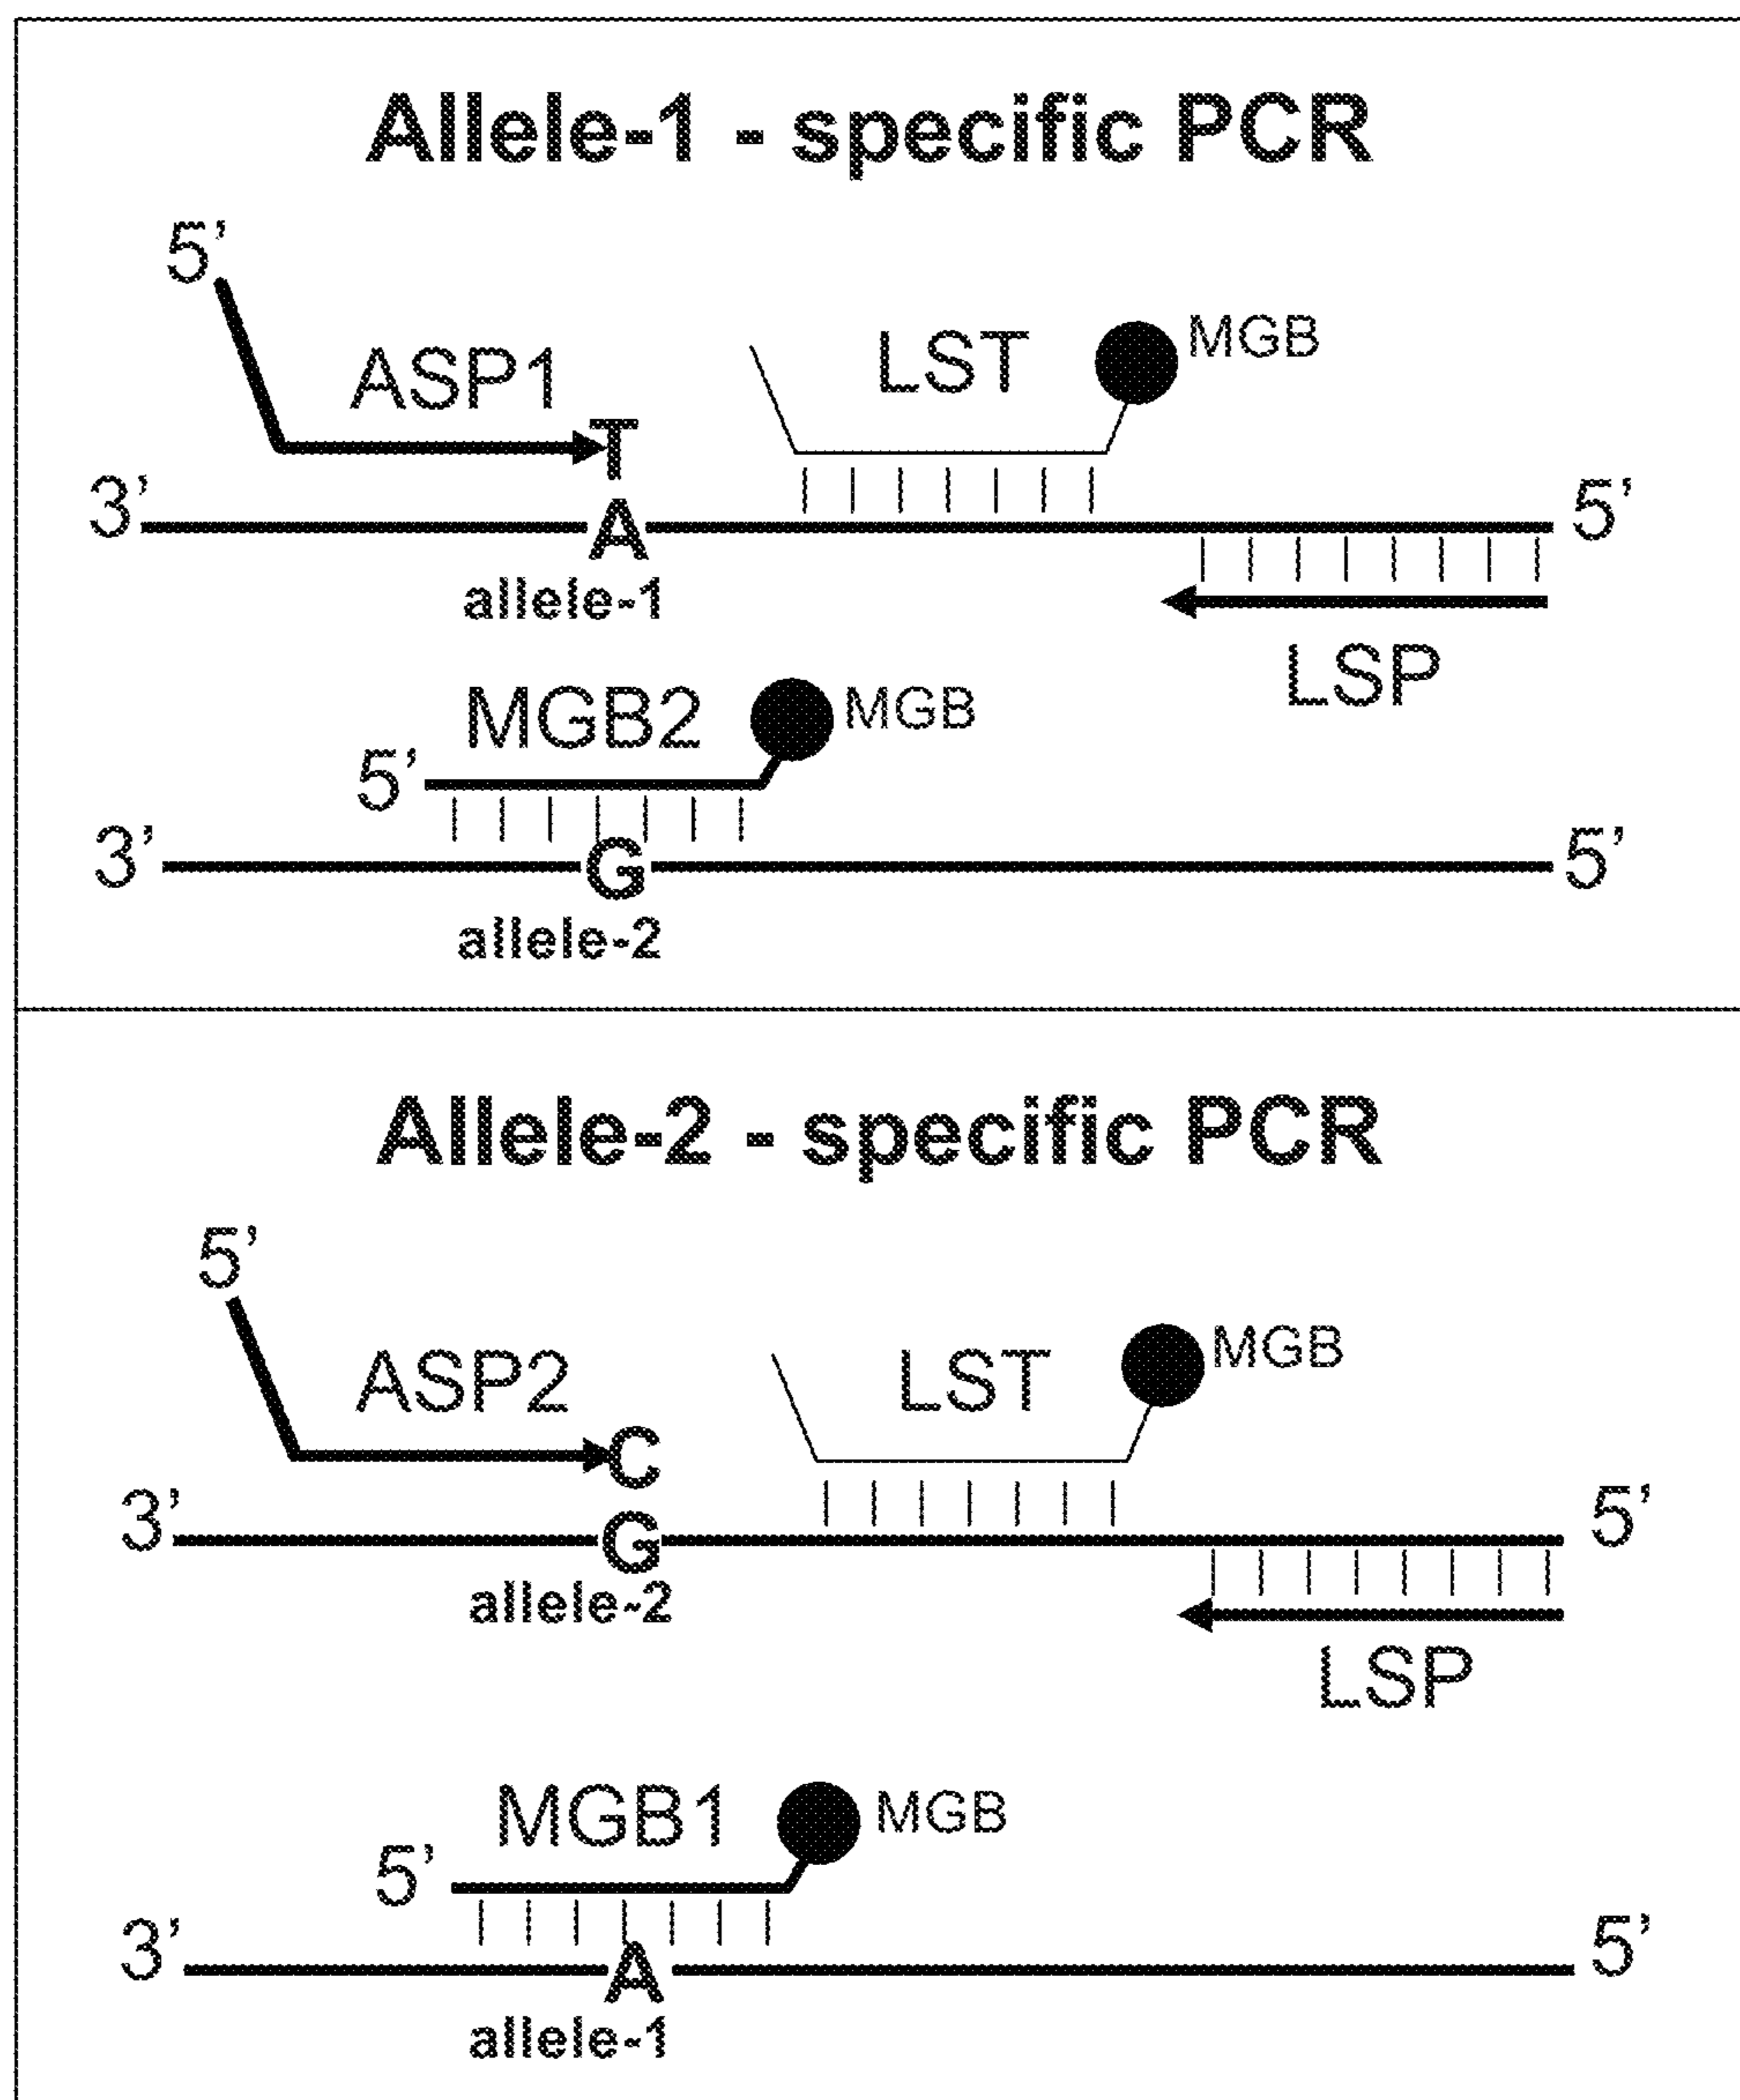 Allele-1 - specific PCR
5’
ASP1
LST
MGB
T
3’
A
5’
allele-1
LSP
MGB2
MGB
5’
3’
G
5’
allele-2
Allele-2 - specific PCR
5’
ASP2
LST
MGB
C
3’
G
5’
allele-2
LSP
MGB1
MGB
5’
3’
A
5’
allele-1